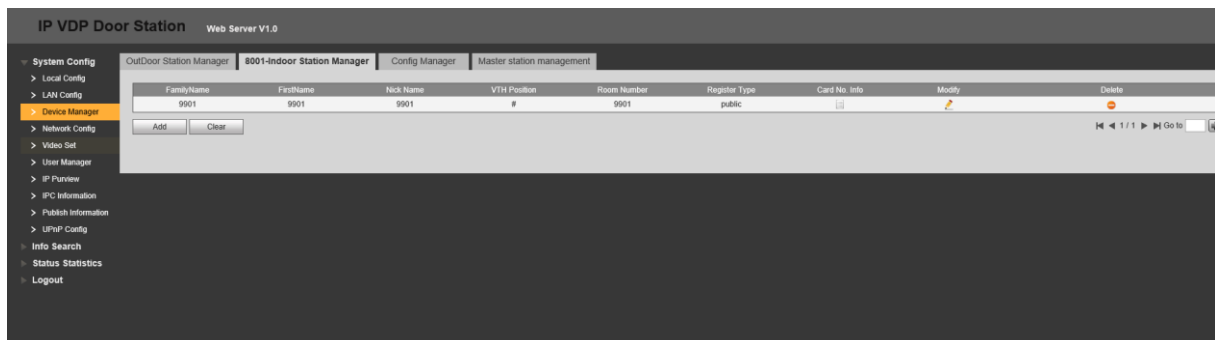 IP VDP Door Station Web Server V1.0
System Config
Local Config
LAN Config
Device Manager
Network Config
Video Set
User Manager
IP Purview
IPC Information
Publish Information
UPnP Config
Info Search
Status Statistics
Logout
OutDoor Station Manager 8001-Indoor Station Manager Config Manager Master station management
FamilyName FirstName Nick Name VTH Position Room Number Register Type Card No. Info Modify Delete
9901 9901 9901 # 9901 public
Add Clear
1 / 1 Go to